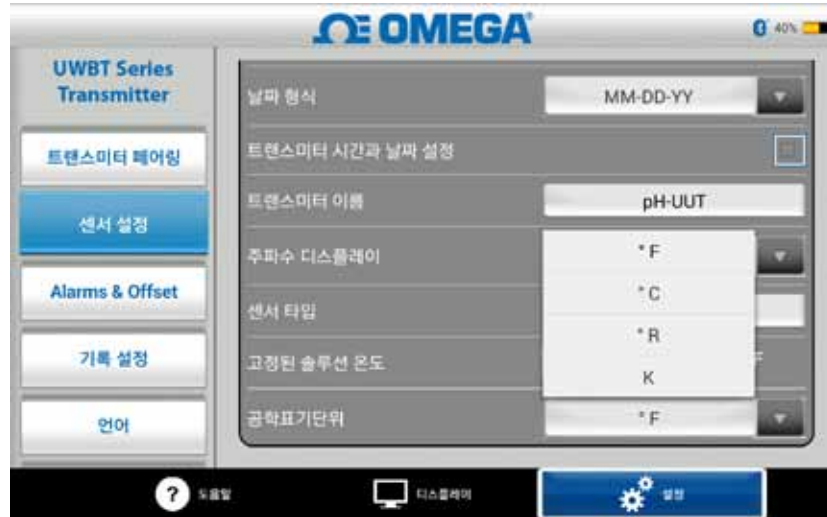 OMEGA
40%
UWBT Series
Transmitter
트랜스미터 페어링
센서 설정
Alarms & Offset
기록 설정
언어
날짜 형식
MM-DD-YY
트랜스미터 시간과 날짜 설정
트랜스미터 이름
pH-UUT
주파수 디스플레이
센서 타입
고정된 솔루션 온도
공학표기단위
° F
° C
° R
K
° F
? 도움말
디스플레이
설정